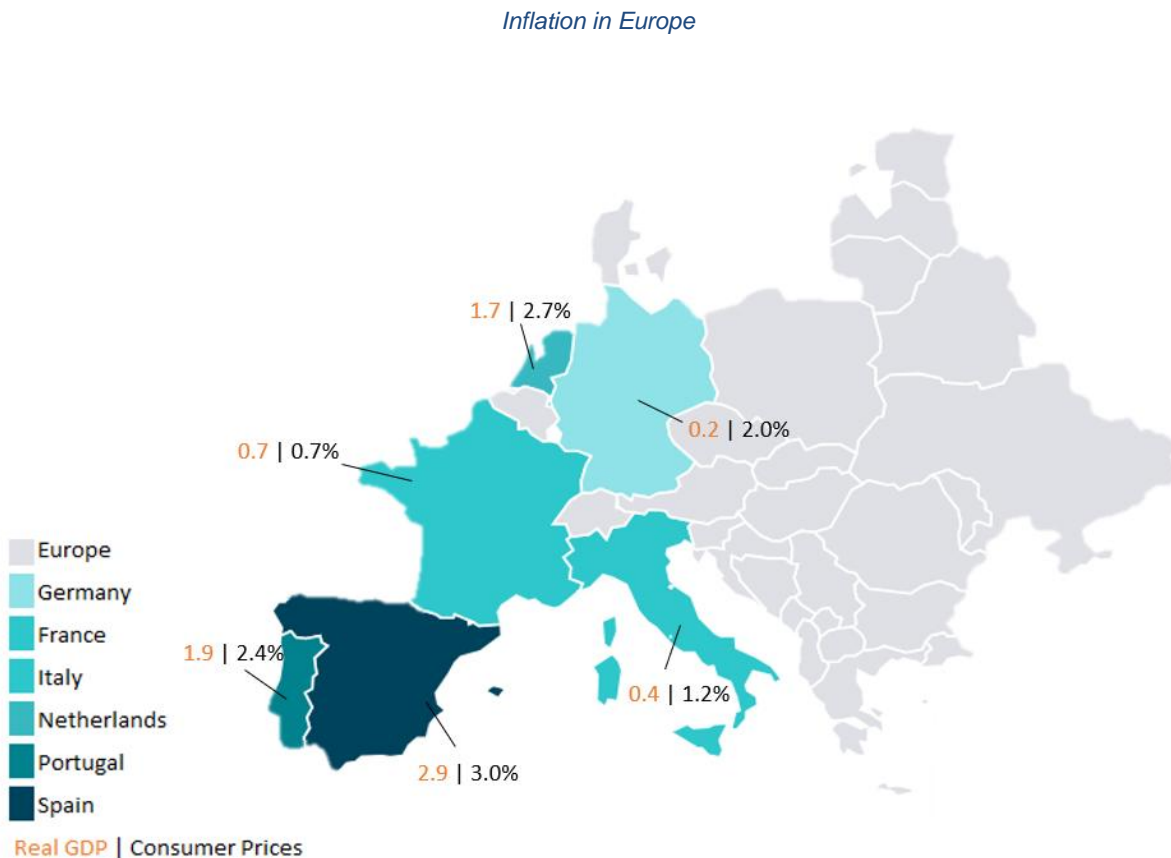 Inflation in Europe
1.7 | 2.7%
0.2 | 2.0%
0.7 | 0.7%
Europe
Germany
France
Italy
Netherlands
Portugal
Spain
1.9 | 2.4%
0.4 | 1.2%
2.9 | 3.0%
Real GDP | Consumer Prices